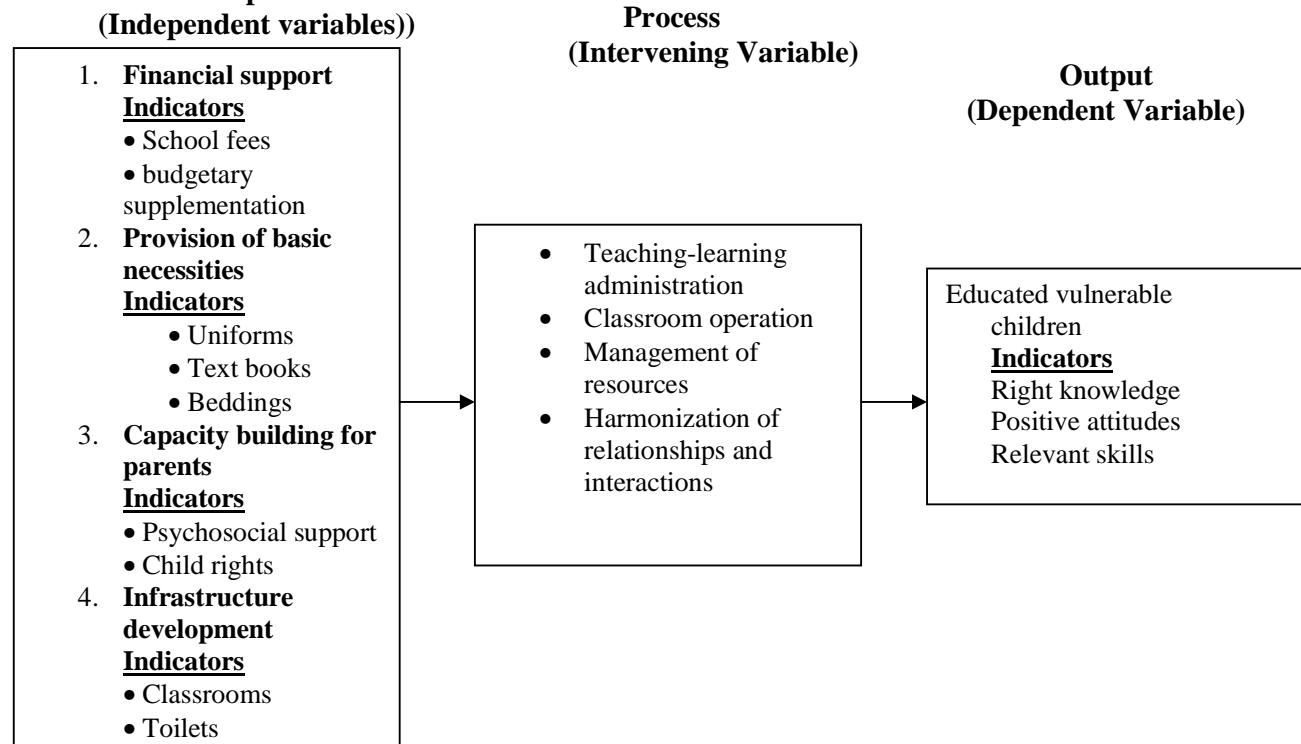 (Independent variables))
1. Financial support
Indicators
• School fees
• budgetary
supplementation
2. Provision of basic
necessities
Indicators
• Uniforms
• Text books
• Beddings
3. Capacity building for
parents
Indicators
• Psychosocial support
• Child rights
4. Infrastructure
development
Indicators
• Classrooms
• Toilets
Process
(Intervening Variable)
• Teaching-learning
administration
• Classroom operation
• Management of
resources
• Harmonization of
relationships and
interactions
Output
(Dependent Variable)
Educated vulnerable
children
Indicators
Right knowledge
Positive attitudes
Relevant skills